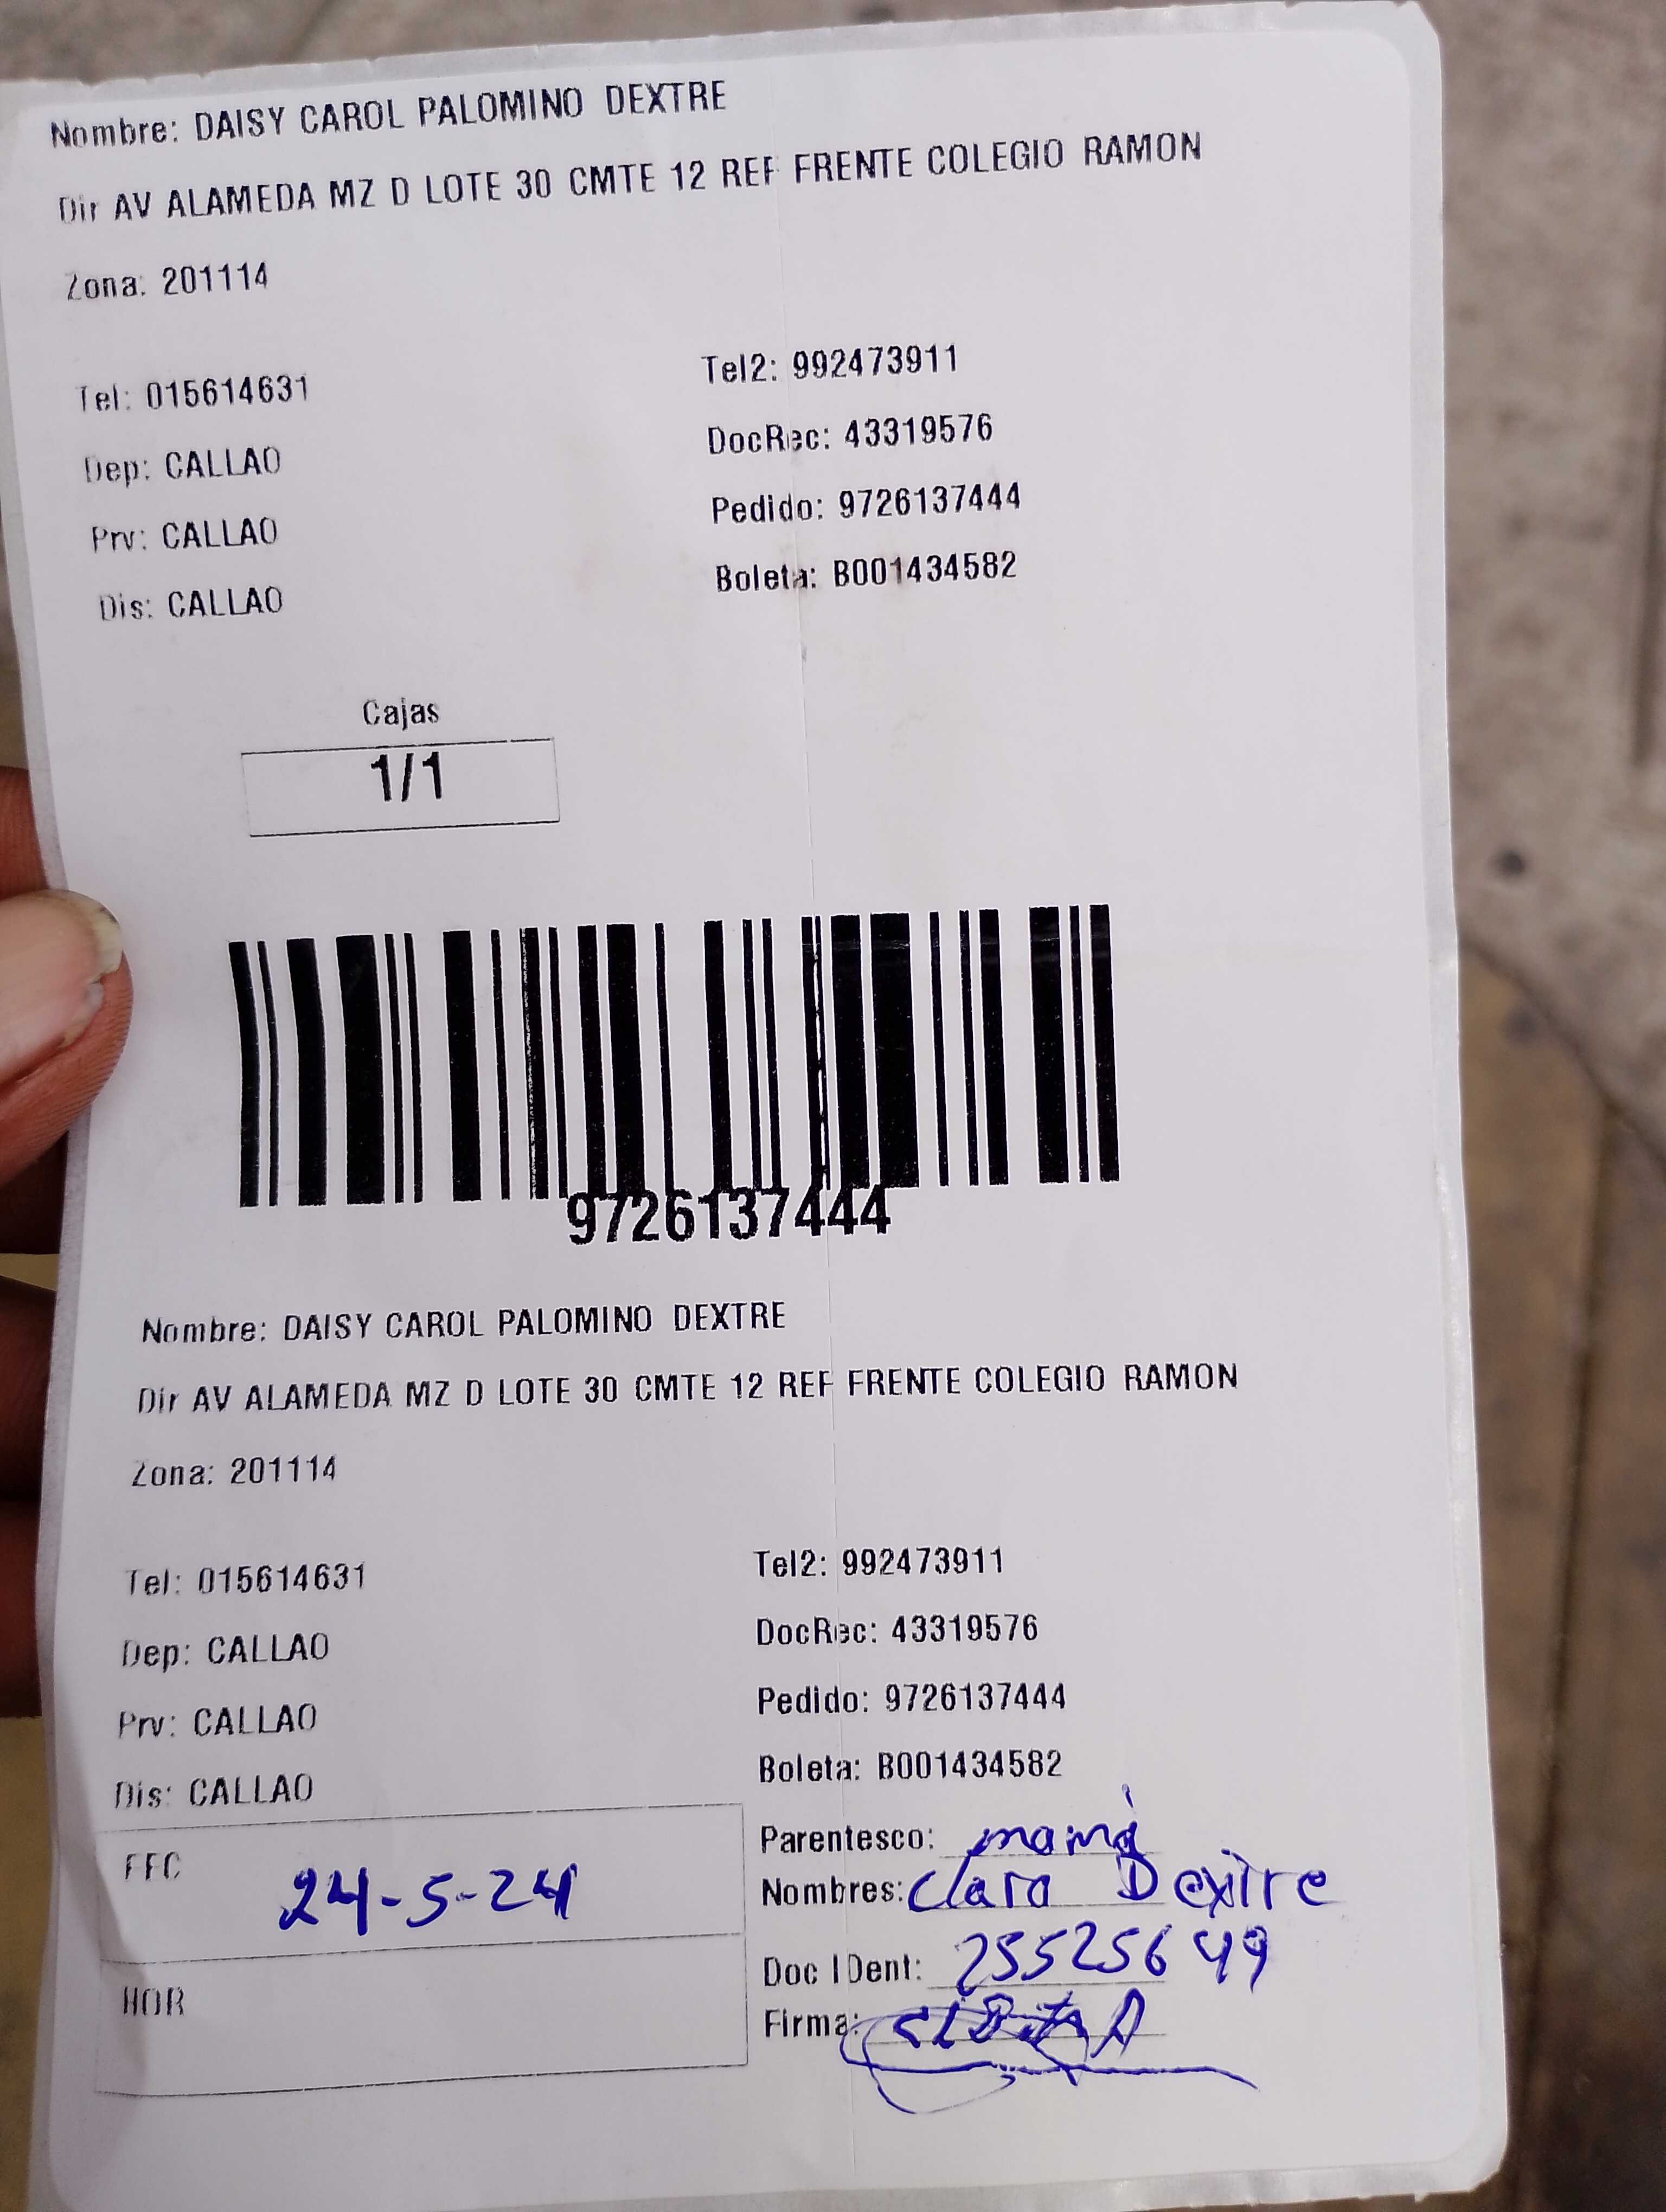 Nombre: DAISY CAROL PALOMINO DEXTRE
Dir AV ALAMEDA MZ D LOTE 30 CMTE 12 REF FRENTE COLEGIO RAMON
Zona: 201114
Tel: 015614631 Tel2: 992473911
Dep: CALLAO DocRec: 43319576
Prv: CALLAO Pedido: 9726137444
Dis: CALLAO Boleta: B001434582
Cajas
1/1
9726137444
Nombre: DAISY CAROL PALOMINO DEXTRE
Dir AV ALAMEDA MZ D LOTE 30 CMTE 12 REF FRENTE COLEGIO RAMON
Zona: 201114
Tel: 015614631 Tel2: 992473911
Dep: CALLAO DocRec: 43319576
Prv: CALLAO Pedido: 9726137444
Dis: CALLAO Boleta: B001434582
FFC 24-5-24
HOR
Parentesco: mamá
Nombres: Clara Dextre
Doc IDent: 25525649
Firma: